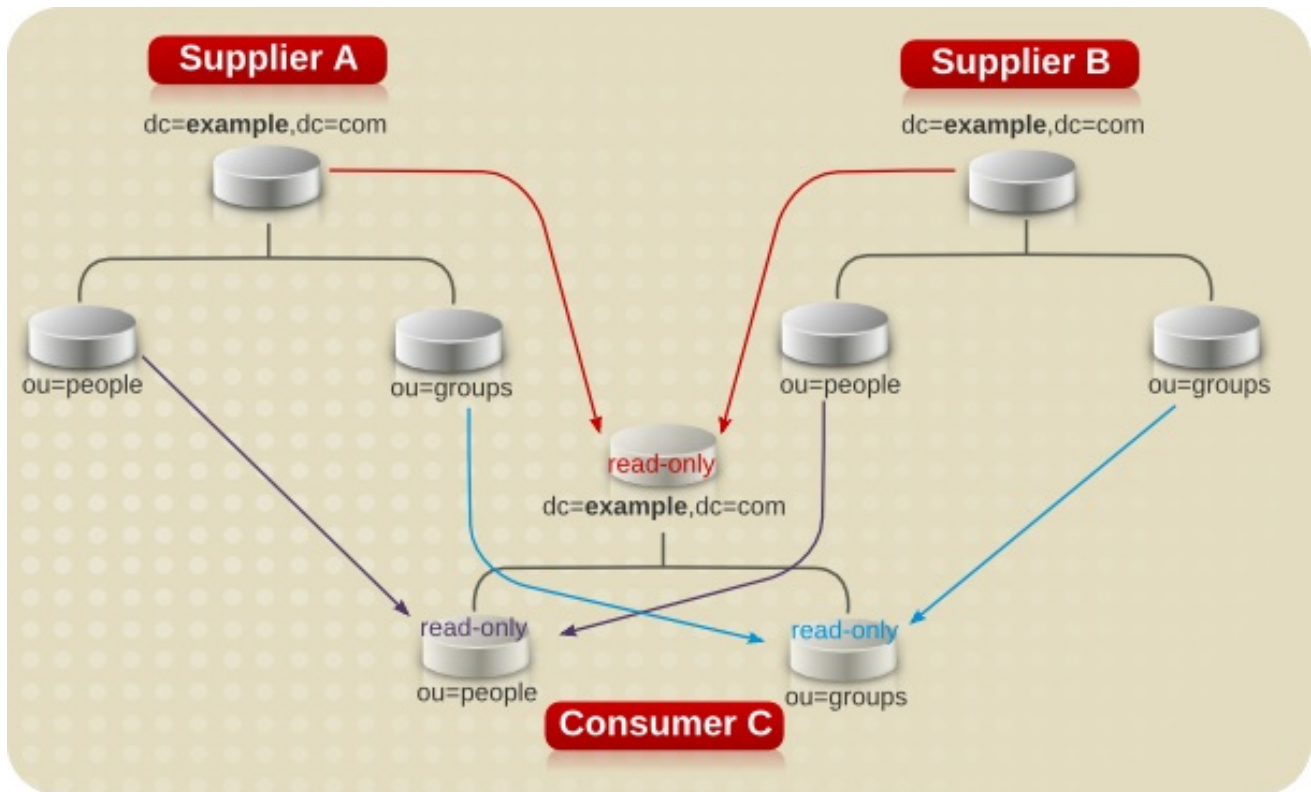 Supplier A
Supplier B
dc=example,dc=com
dc=example,dc=com
ou=people
ou=groups
ou=people
ou=groups
read-only
dc=example,dc=com
read-only
read-only
ou=people
ou=groups
Consumer C